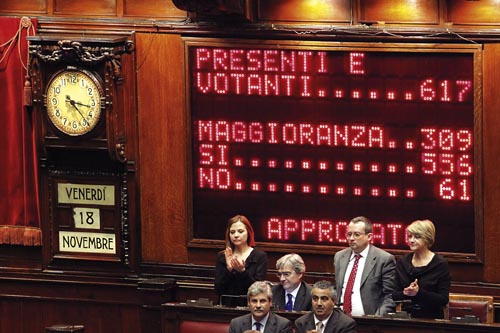 PRESENTI E
VOTANTI......617
MAGGIORANZA..309
SI...........556
NO...........61
APPROVATO
VENERDÌ
18
NOVEMBRE